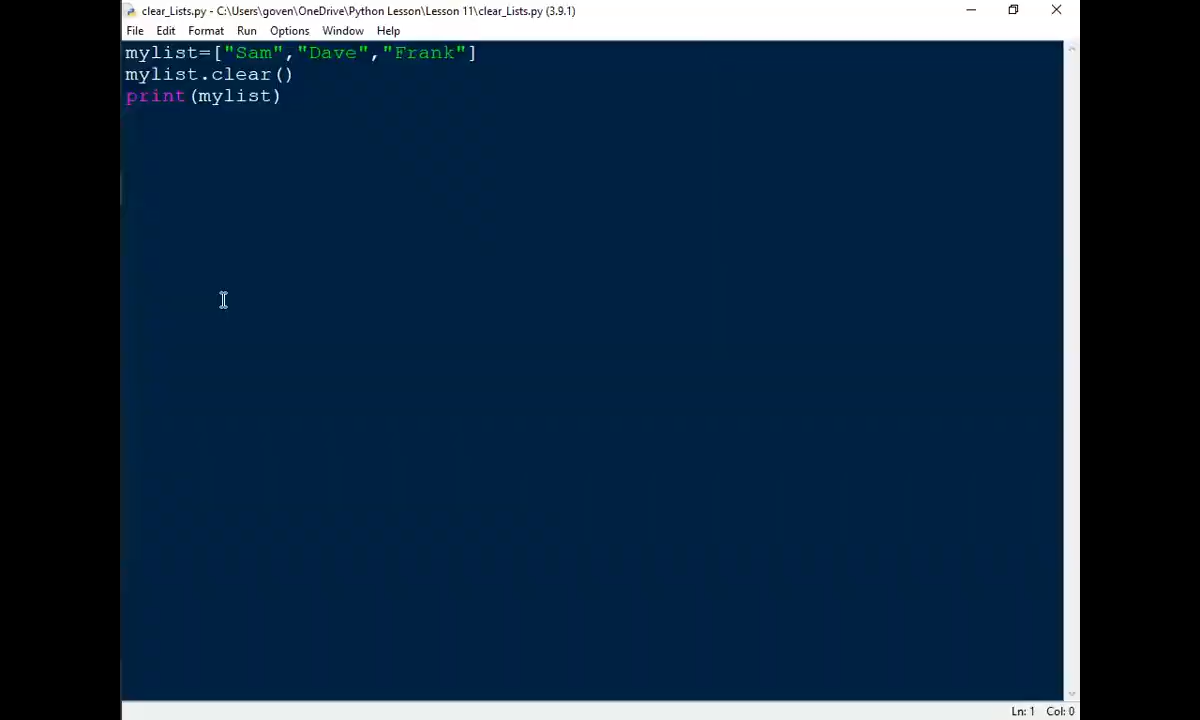 clear_Lists.py - C:\Users\goven\OneDrive\Python Lesson\Lesson 11\clear_Lists.py (3.9.1)
File Edit Format Run Options Window Help
mylist=["Sam","Dave","Frank"]
mylist.clear()
print(mylist)
Ln: 1 Col: 0